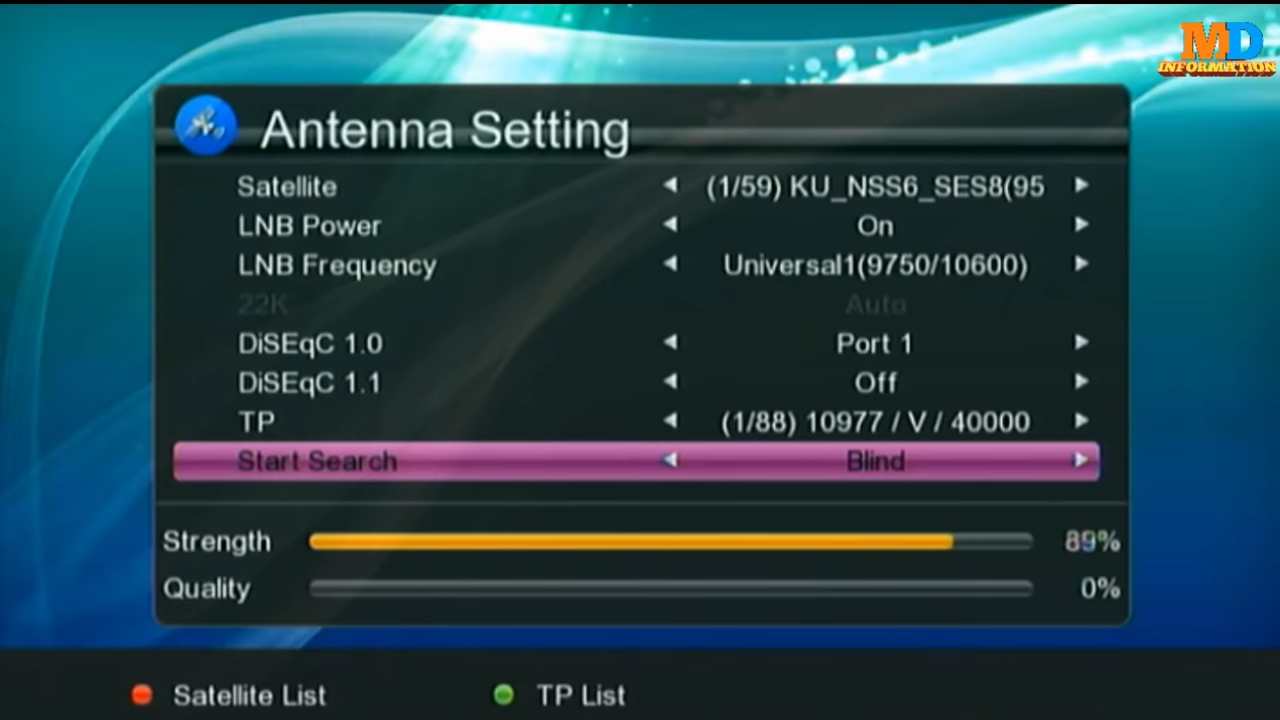 MD
INFORMATION
Antenna Setting
Satellite (1/59) KU_NSS6_SES8(95
LNB Power On
LNB Frequency Universal1(9750/10600)
22K Auto
DiSEqC 1.0 Port 1
DiSEqC 1.1 Off
TP (1/88) 10977 / V / 40000
Start Search Blind
Strength 89%
Quality 0%
Satellite List TP List